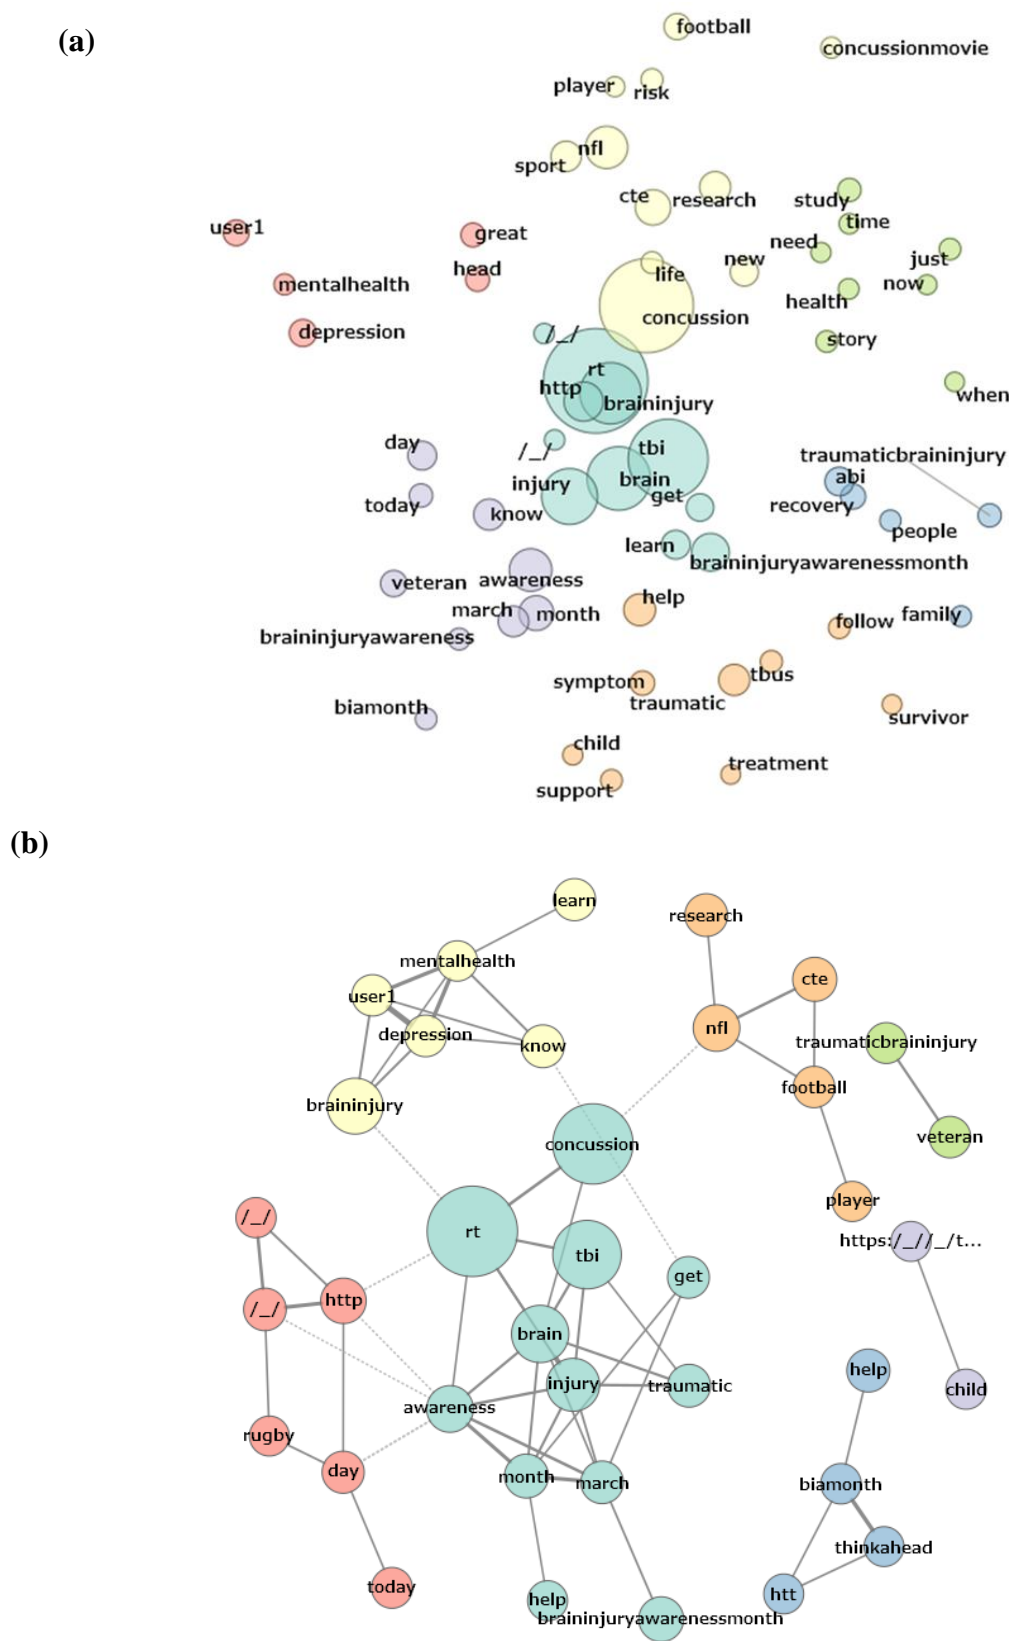 (a)
football
concussionmovie
player
risk
nfl
sport
cte
research
study
time
user1
great
need
just
head
life
new
now
mentalhealth
health
concussion
depression
/_/
story
rt
http
when
braininjury
day
tbi
/_/
traumaticbraininjury
injury
brain
abi
today
get
recovery
know
people
learn
braininjuryawarenessmonth
veteran
awareness
help
march
month
follow
family
braininjuryawareness
symptom
tbus
traumatic
biamonth
survivor
child
treatment
support
(b)
learn
research
mentalhealth
cte
user1
depression
nfl
know
traumaticbraininjury
football
braininjury
veteran
concussion
player
/_/
rt
https:/_//_/t...
tbi
get
http
/_/
brain
help
injury
traumatic
child
awareness
rugby
day
month
march
biamonth
thinkahead
today
htt
help
braininjuryawarenessmonth